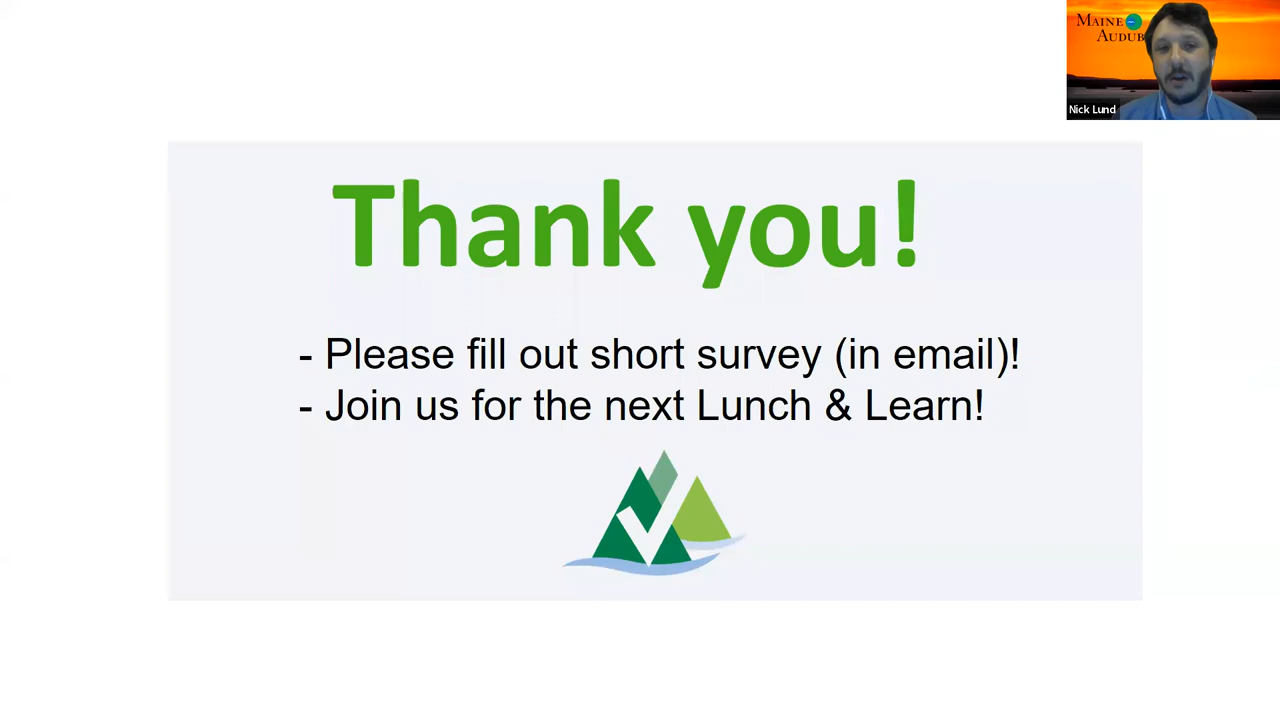 MAINE
AUDUB
Nick Lund
Thank you!
- Please fill out short survey (in email)!
- Join us for the next Lunch & Learn!